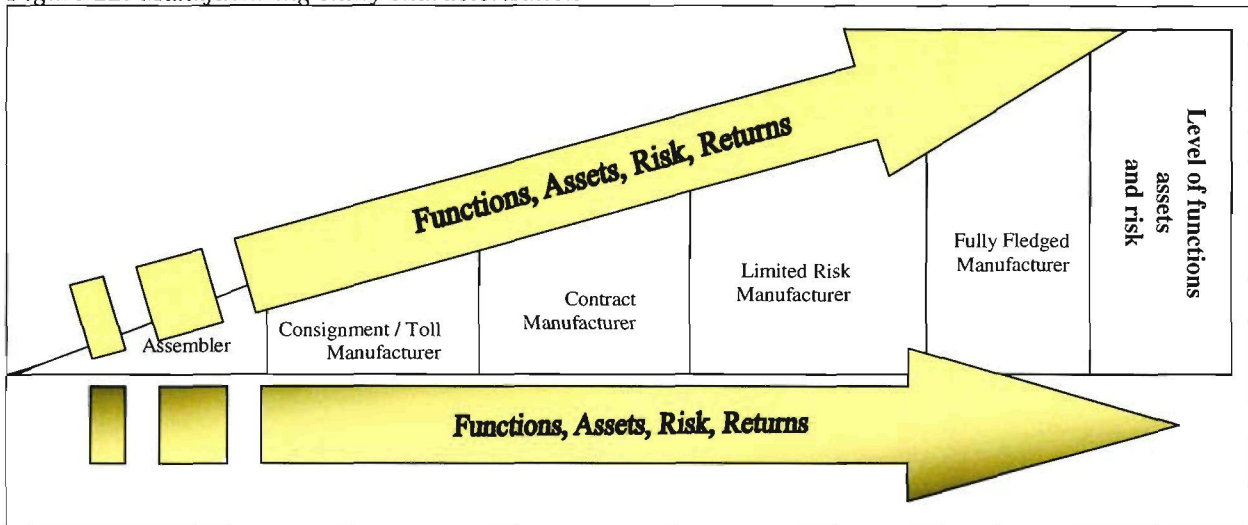 Functions, Assets, Risk, Returns
Level of functions
assets
and risk
Fully Fledged
Manufacturer
Limited Risk
Manufacturer
Contract
Manufacturer
Consignment / Toll
Manufacturer
Assembler
Functions, Assets, Risk, Returns